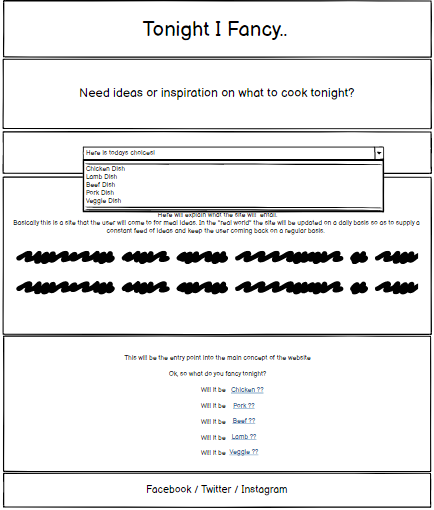 Tonight I Fancy..
Need ideas or inspiration on what to cook tonight?
Here is todays choices!
Chicken Dish
Lamb Dish
Beef Dish
Pork Dish
Veggie Dish
Here will explain what the site will entail.
Basically this is a site that the user will come to for meal ideas. In the "real world" the site will be updated on a daily basis so as to supply a
constant feed of ideas and keep the user coming back on a regular basis.
This will be the entry point into the main concept of the website
Ok, so what do you fancy tonight?
Will it be Chicken ??
Will it be Pork ??
Will it be Beef ??
Will it be Lamb ??
Will it be Veggie ??
Facebook / Twitter / Instagram